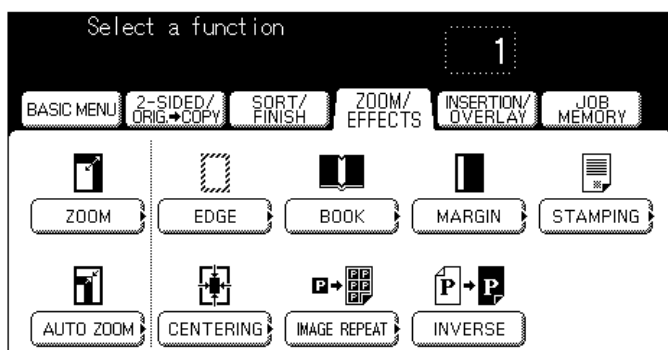 Select a function
1
BASIC MENU
2-SIDED/
ORIG.➔COPY
SORT/
FINISH
ZOOM/
EFFECTS
INSERTION/
OVERLAY
JOB
MEMORY
ZOOM
EDGE
BOOK
MARGIN
STAMPING
P P P P P P
AUTO ZOOM
CENTERING
IMAGE REPEAT
P P
INVERSE